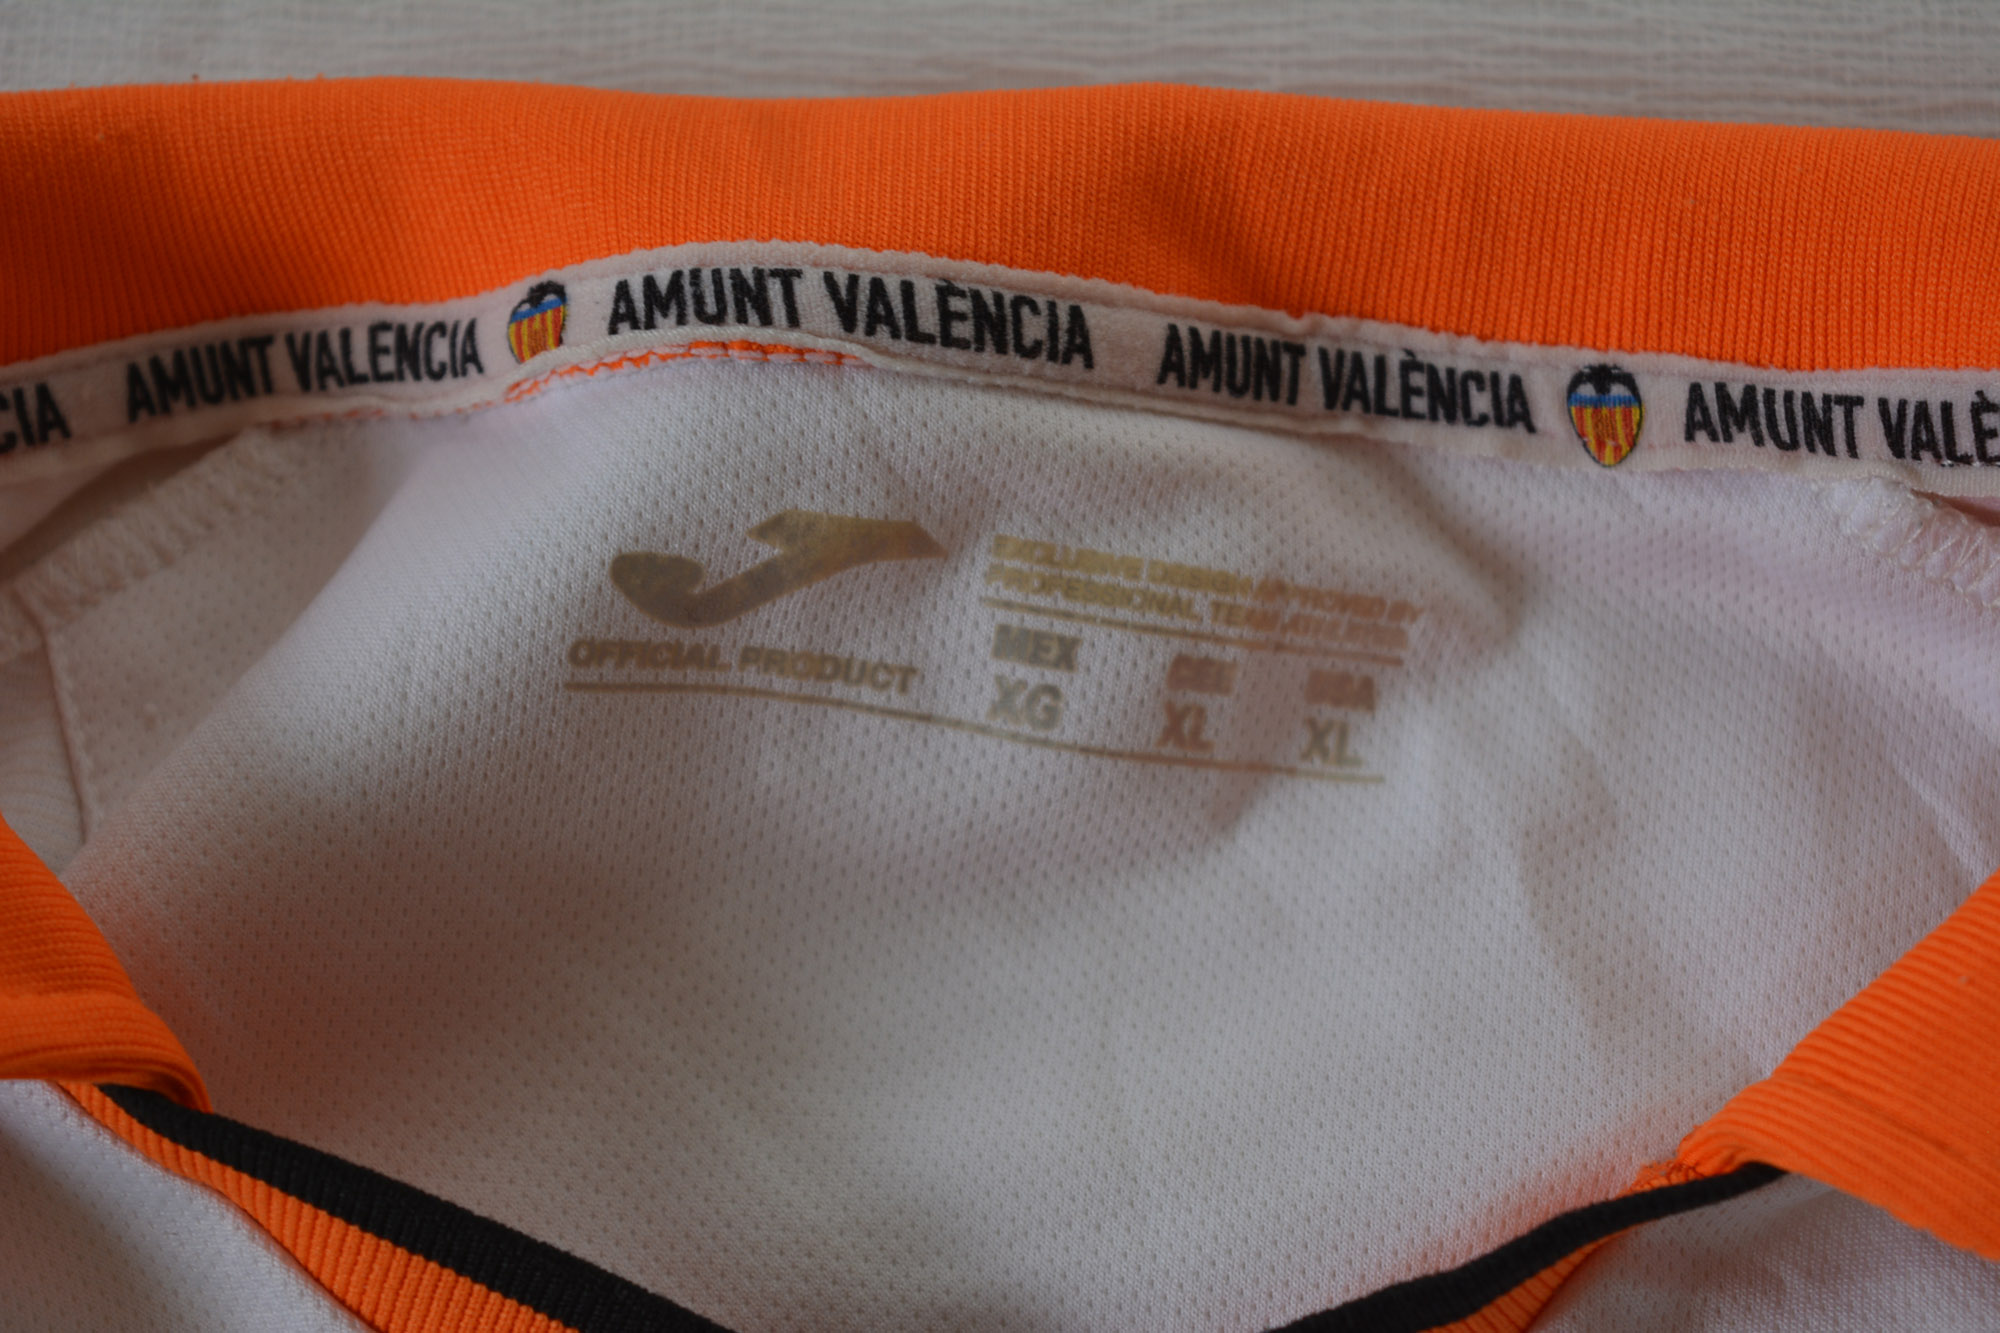 CIA AMUNT VALÈNCIA AMUNT VALÈNCIA AMUNT VALÈNCIA AMUNT VALÈ
OFFICIAL PRODUCT
EXCLUSIVE DESIGN APPROVED BY
PROFESSIONAL TEAM ATHLETES
MEX CEE USA
XG XL XL